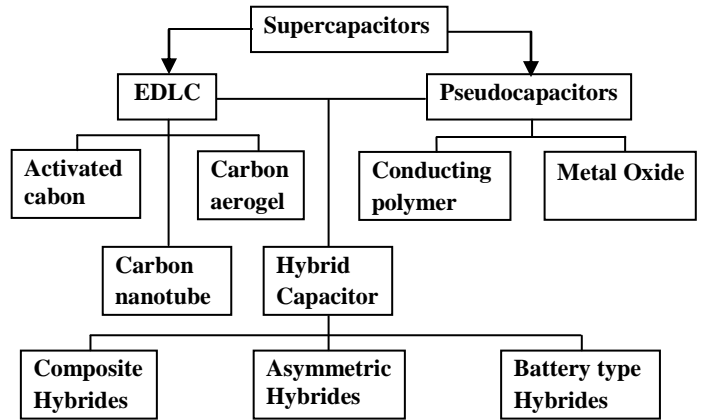 Supercapacitors
EDLC
Pseudocapacitors
Activated
cabon
Carbon
aerogel
Conducting
polymer
Metal Oxide
Carbon
nanotube
Hybrid
Capacitor
Composite
Hybrides
Asymmetric
Hybrides
Battery type
Hybrides